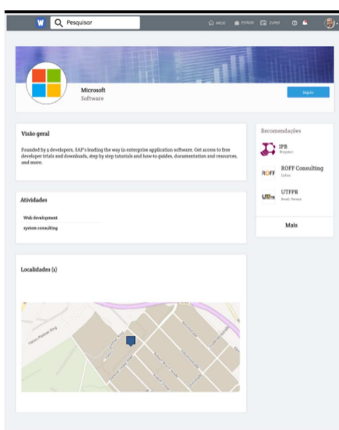 W
Pesquisor
INICIO
Microsoft
Software
Seguir
Visão geral
Founded by 5 developers, SAP's leading the way in enterprise application software. Get access to free
developer trials and downloads, step by step tutorials and how-to guides, documentation and resources,
and more.
Atividades
Web development
system consulting
Localidades (1)
Recomendações
IPB
ROFF
ROFF Consulting
UTFPR
Mais